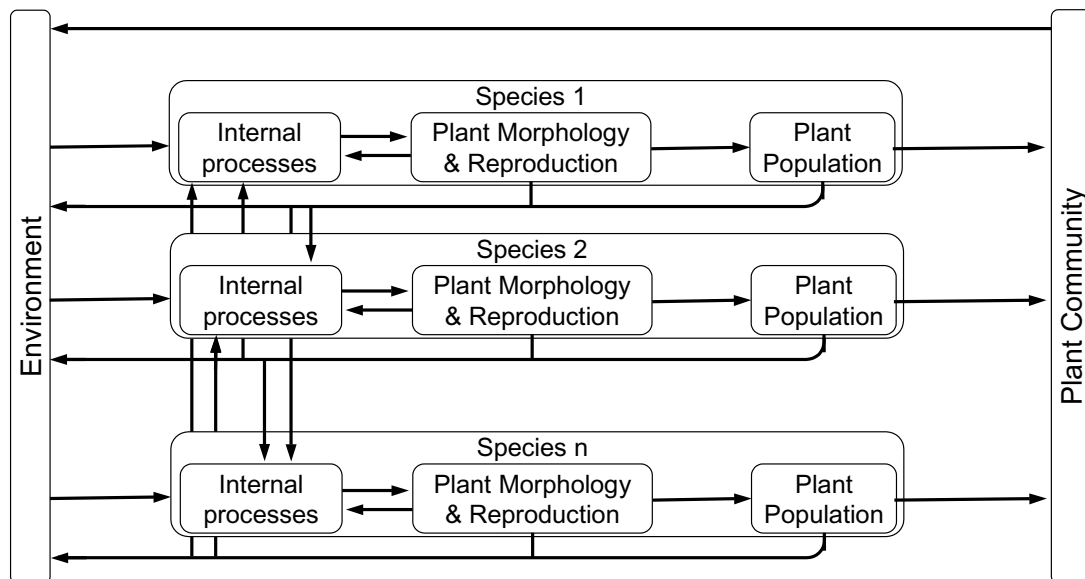 Environment
Species 1
Internal
processes
Plant Morphology
& Reproduction
Plant
Population
Species 2
Internal
processes
Plant Morphology
& Reproduction
Plant
Population
Species n
Internal
processes
Plant Morphology
& Reproduction
Plant
Population
Plant Community